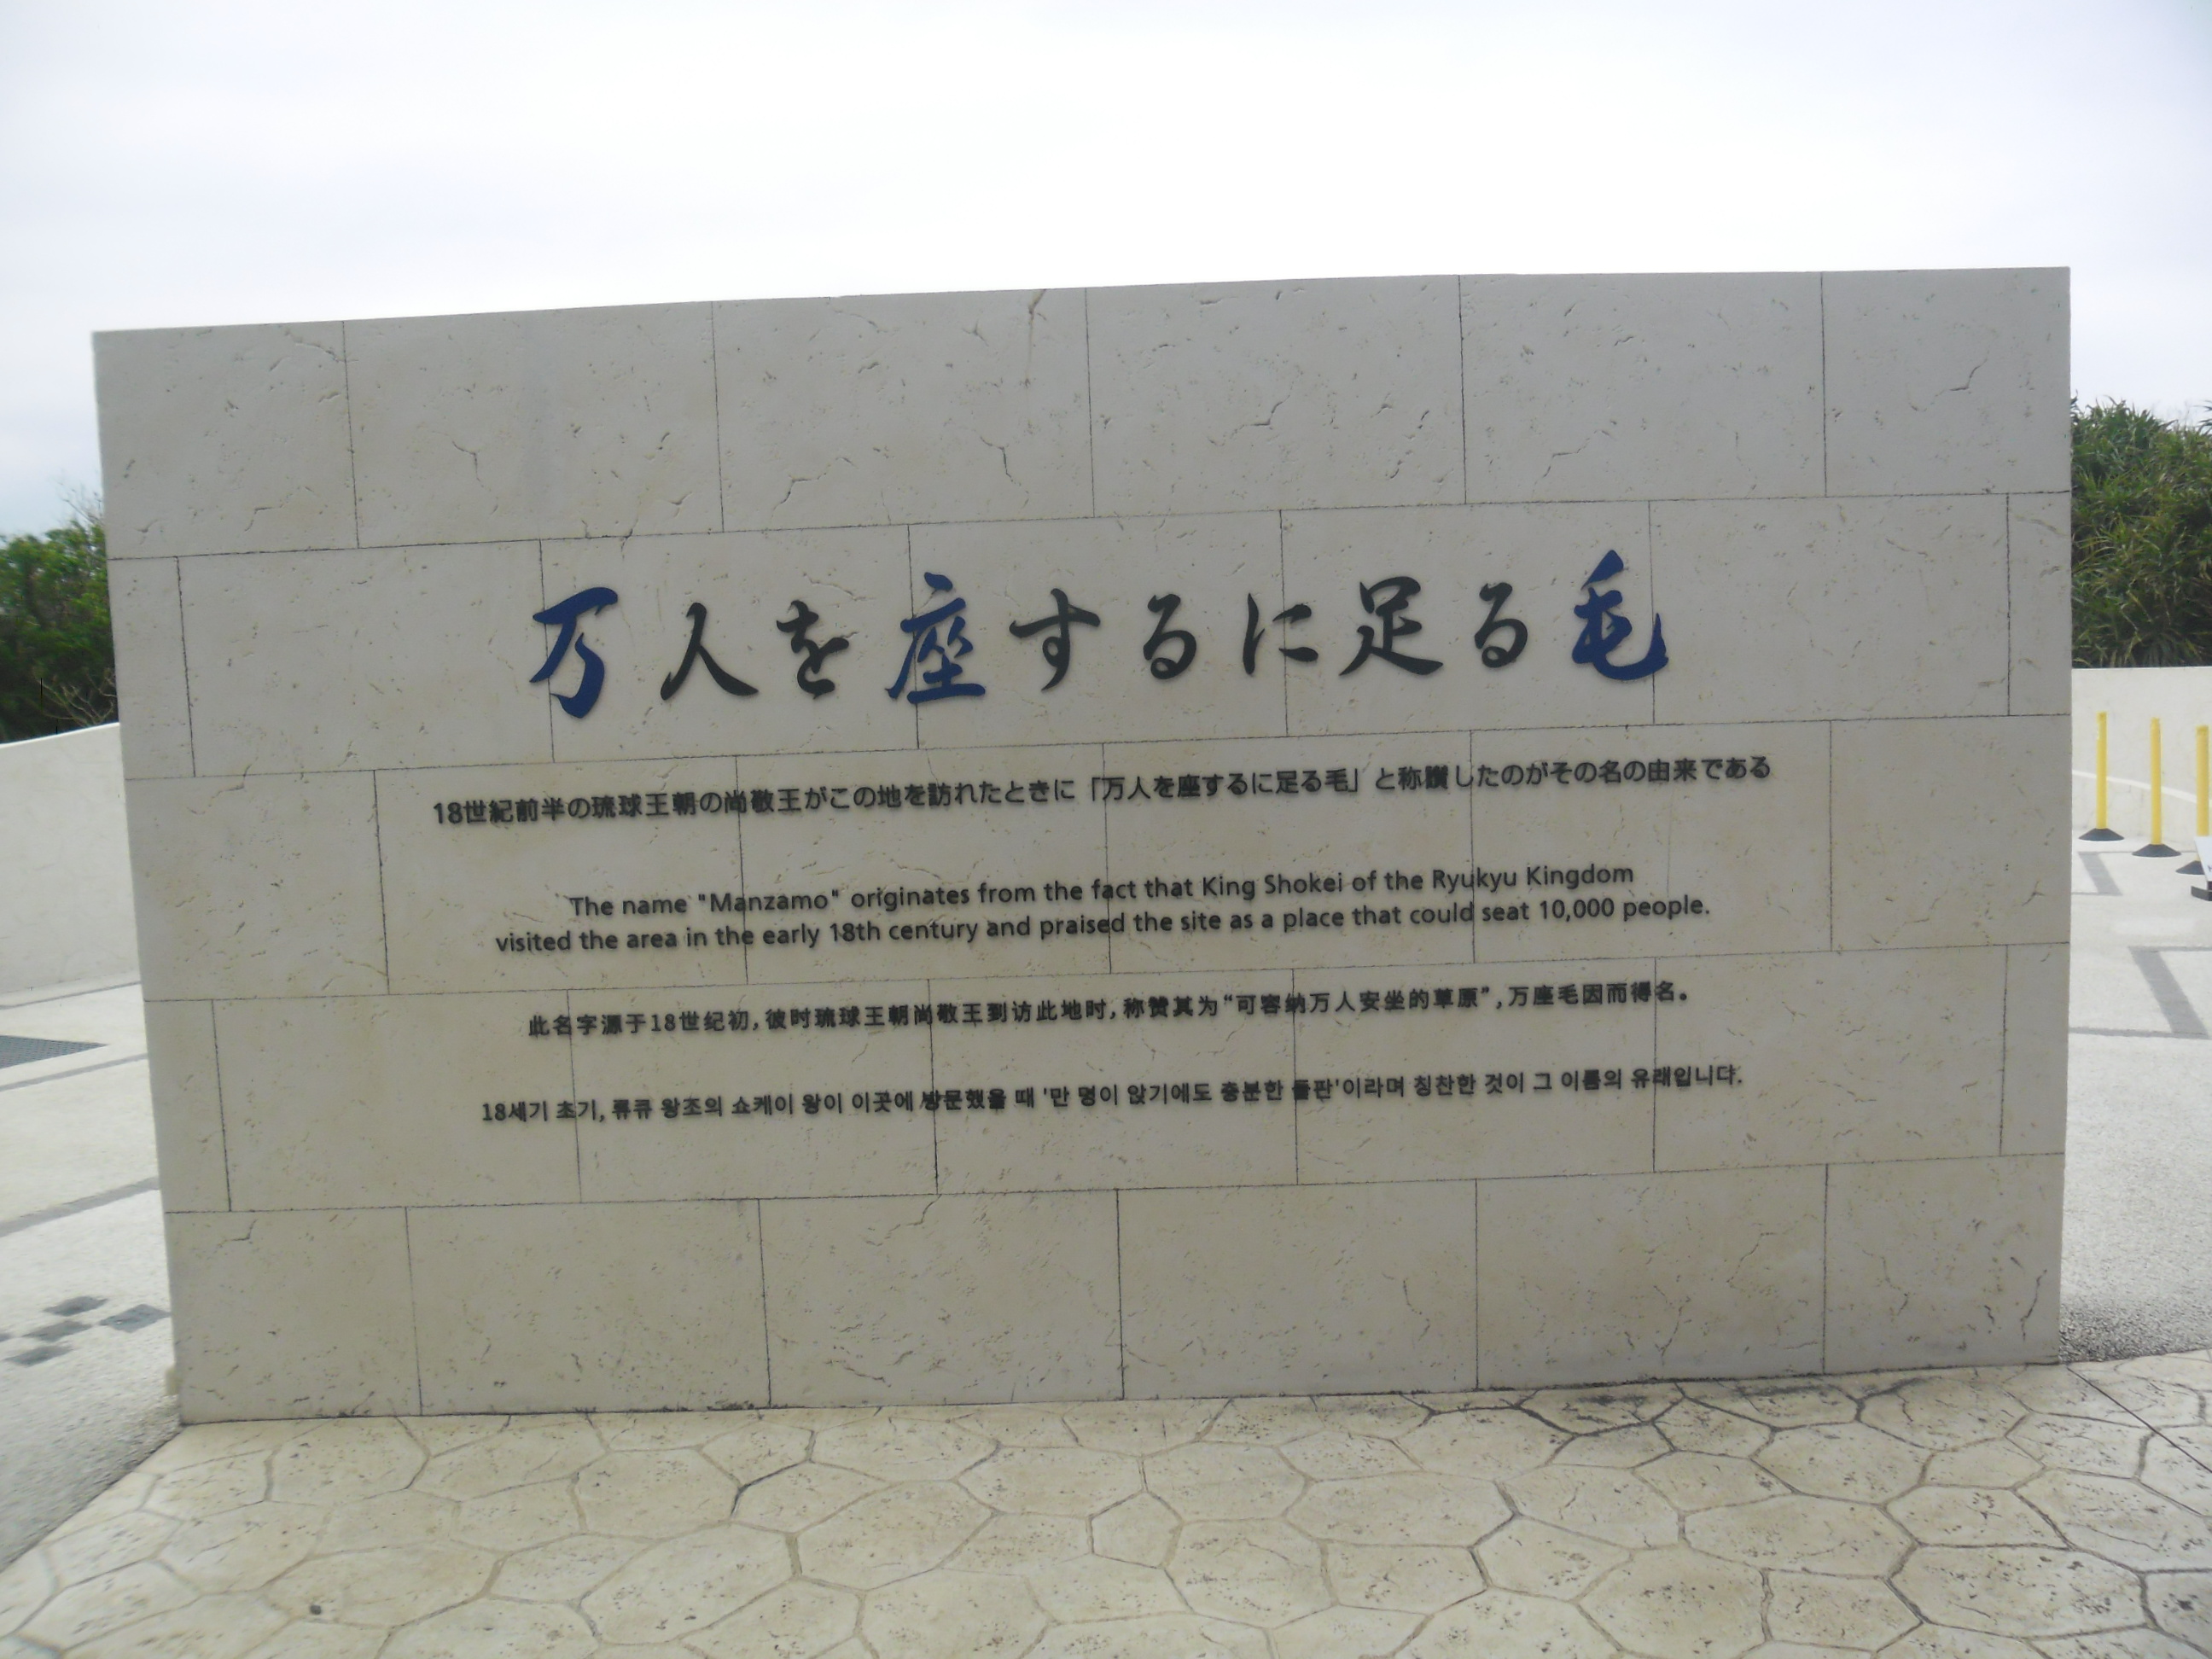 万人を座するに足る毛
18世紀前半の琉球王朝の尚敬王がこの地を訪れたときに「万人を座するに足る毛」と称讃したのがその名の由来である
The name "Manzamo" originates from the fact that King Shokei of the Ryukyu Kingdom
visited the area in the early 18th century and praised the site as a place that could seat 10,000 people.
此名字源于18世纪初,彼时琉球王朝尚敬王到访此地时,称赞其为“可容纳万人安坐的草原”,万座毛因而得名。
18세기 초기, 류큐 왕조의 쇼케이 왕이 이곳에 방문했을 때 '만 명이 앉기에도 충분한 들판'이라며 칭찬한 것이 그 이름의 유래입니다.